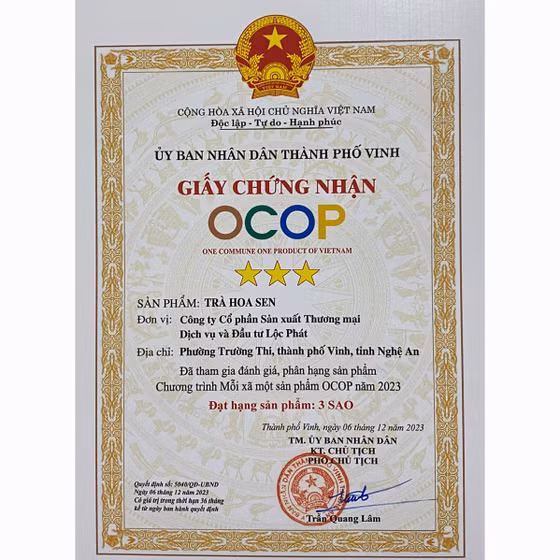 CỘNG HÒA XÃ HỘI CHỦ NGHĨA VIỆT NAM
Độc lập - Tự do - Hạnh phúc
ỦY BAN NHÂN DÂN THÀNH PHỐ VINH
GIẤY CHỨNG NHẬN
OCOP
ONE COMMUNE ONE PRODUCT OF VIETNAM
SẢN PHẨM: TRÀ HOA SEN
Đơn vị: Công ty Cổ phần Sản xuất Thương mại
Dịch vụ và Đầu tư Lộc Phát
Địa chỉ: Phường Trường Thi, thành phố Vinh, tỉnh Nghệ An
Đã tham gia đánh giá, phân hạng sản phẩm
Chương trình Mỗi xã một sản phẩm OCOP năm 2023
Đạt hạng sản phẩm: 3 SAO
Thành phố Vinh, ngày 06 tháng 12 năm 2023
TM. ỦY BAN NHÂN DÂN
KT. CHỦ TỊCH
PHÓ CHỦ TỊCH
Quyết định số: 5040/QĐ-UBND
Ngày 06 tháng 12 năm 2023
Có giá trị trong thời hạn 36 tháng
kể từ ngày ban hành quyết định
Trần Quang Lâm